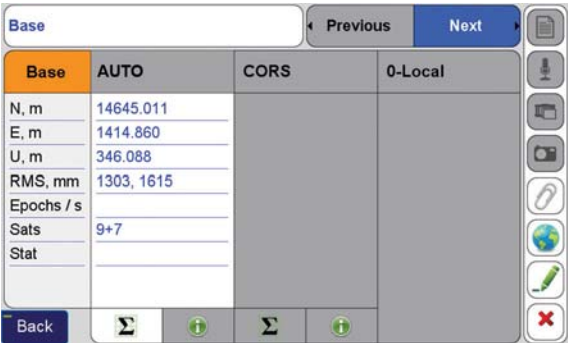 Base
Previous
Next
Base AUTO CORS 0-Local
N, m 14645.011
E, m 1414.860
U, m 346.088
RMS, mm 1303, 1615
Epochs / s
Sats 9+7
Stat
Back Σ Σ